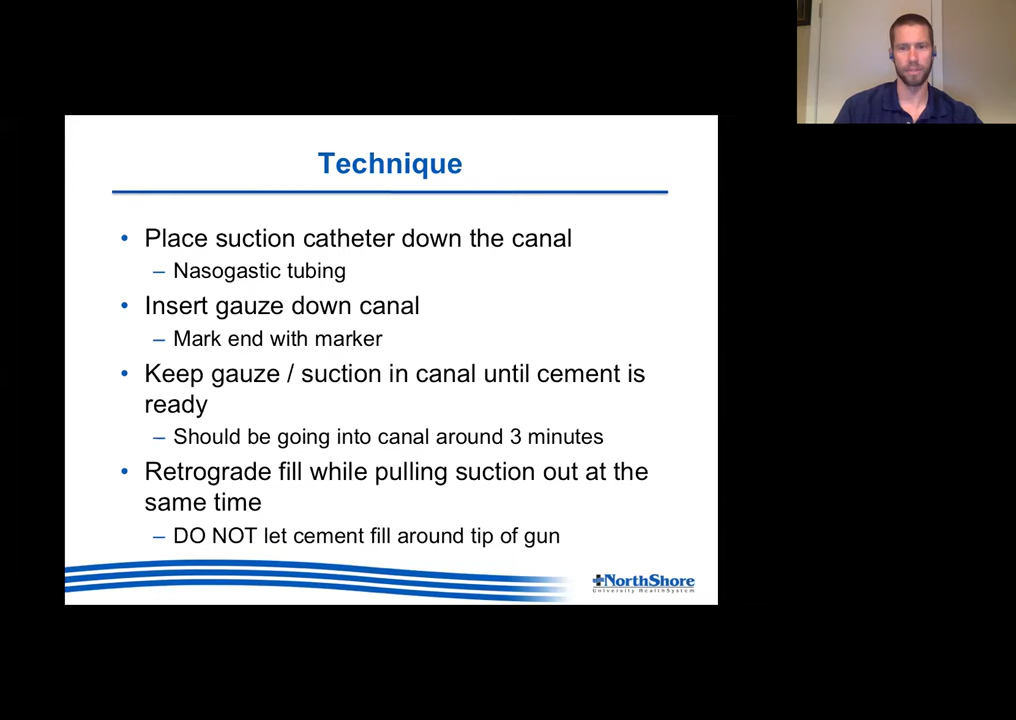 Technique
• Place suction catheter down the canal
– Nasogastic tubing
• Insert gauze down canal
– Mark end with marker
• Keep gauze / suction in canal until cement is
ready
– Should be going into canal around 3 minutes
• Retrograde fill while pulling suction out at the
same time
– DO NOT let cement fill around tip of gun
NorthShore
University HealthSystem